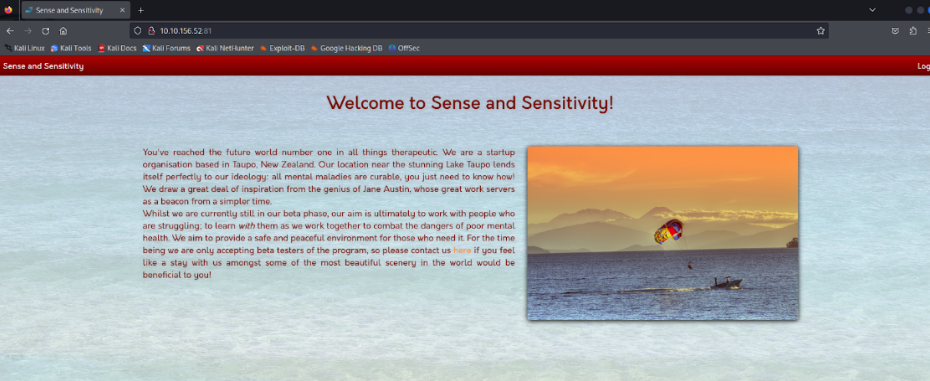 Sense and Sensitivity
10.10.156.52:81
Kali Linux Kali Tools Kali Docs Kali Forums Kali NetHunter Exploit-DB Google Hacking DB OffSec
Sense and Sensitivity Log
Welcome to Sense and Sensitivity!
You've reached the future world number one in all things therapeutic. We are a startup
organisation based in Taupo, New Zealand. Our location near the stunning Lake Taupo lends
itself perfectly to our ideology: all mental maladies are curable, you just need to know how!
We draw a great deal of inspiration from the genius of Jane Austin, whose great work servers
as a beacon from a simpler time.
Whilst we are currently still in our beta phase, our aim is ultimately to work with people who
are struggling; to learn with them as we work together to combat the dangers of poor mental
health. We aim to provide a safe and peaceful environment for those who need it. For the time
being we are only accepting beta testers of the program, so please contact us here if you feel
like a stay with us amongst some of the most beautiful scenery in the world would be
beneficial to you!